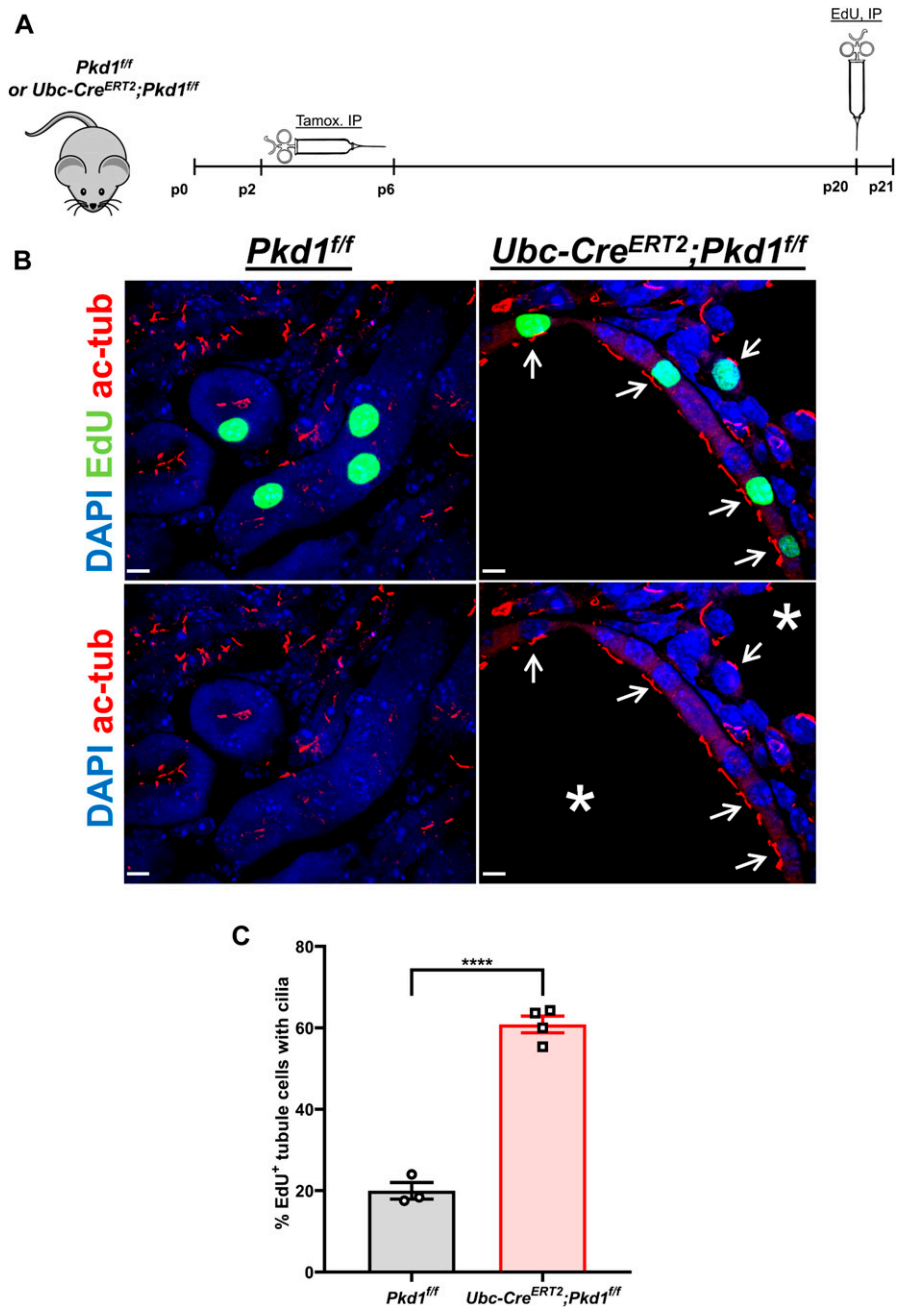 A
EdU, IP
Pkd1f/f
or Ubc-CreERT2;Pkd1f/f
Tamox. IP
p0 p2 p6 p20 p21
B
Pkd1f/f Ubc-CreERT2;Pkd1f/f
DAPI EdU ac-tub
DAPI ac-tub
* *
C
% EdU+ tubule cells with cilia
80
60
40
20
0
****
Pkd1f/f Ubc-CreERT2;Pkd1f/f